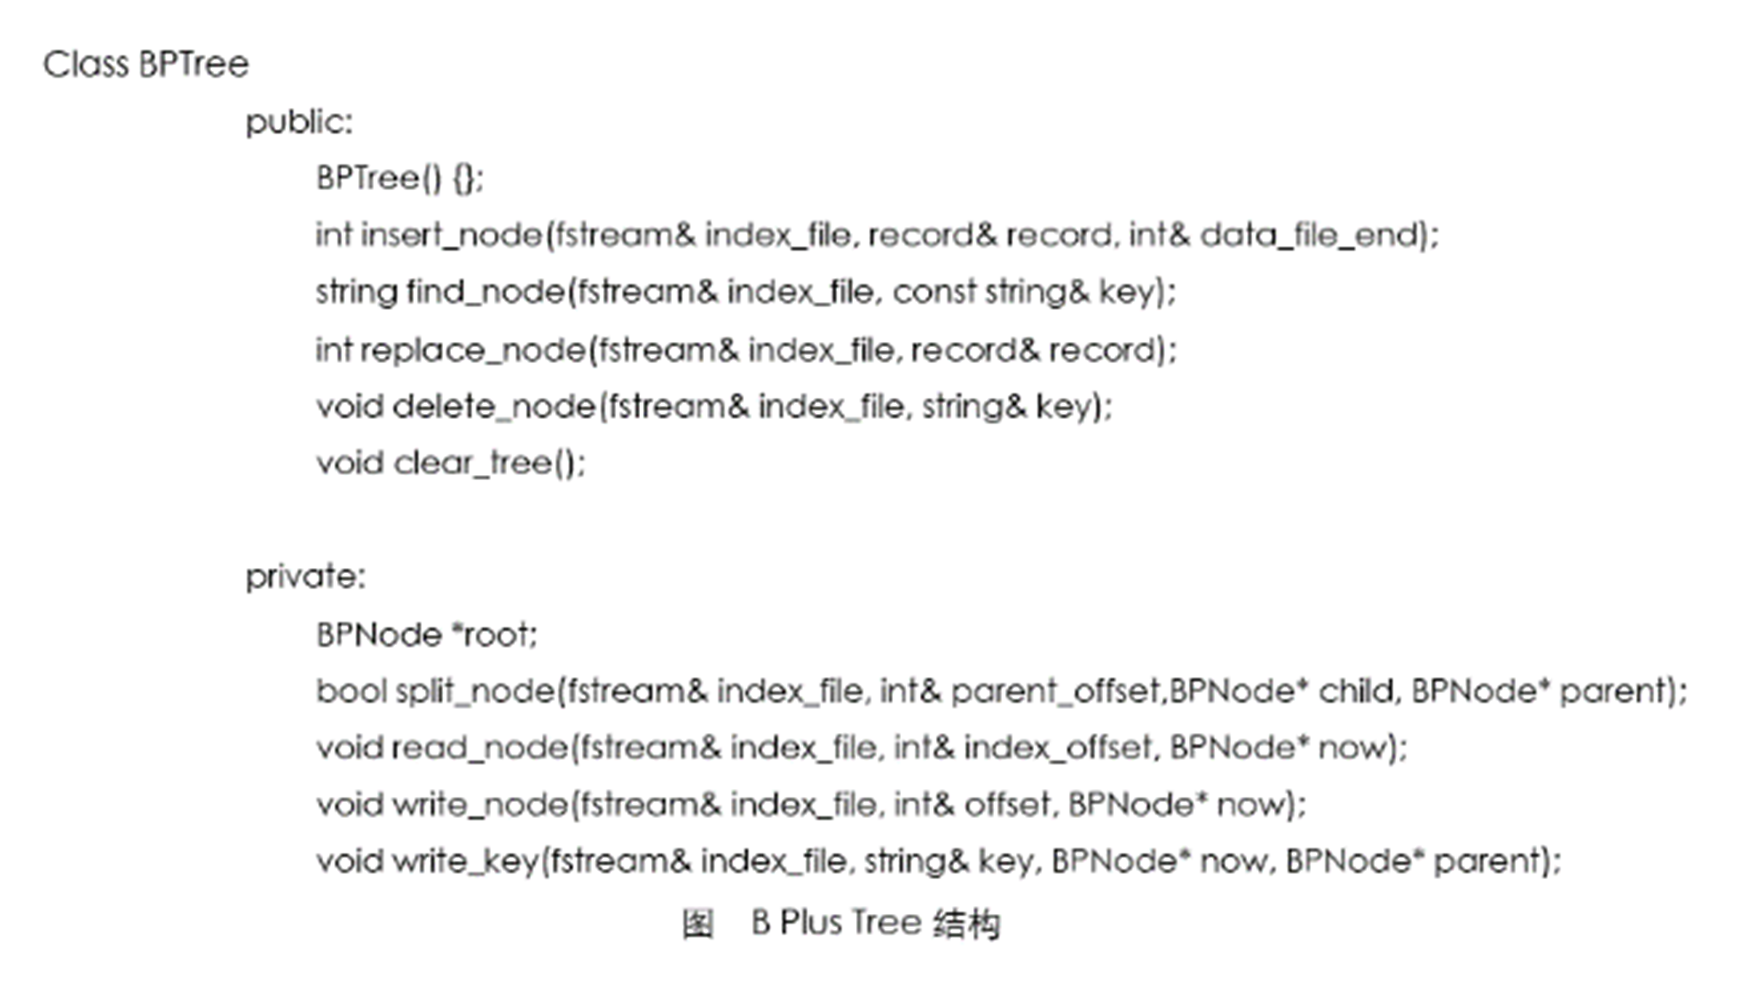 Class BPTree
public:
BPTree() {};
int insert_node(fstream& index_file, record& record, int& data_file_end);
string find_node(fstream& index_file, const string& key);
int replace_node(fstream& index_file, record& record);
void delete_node(fstream& index_file, string& key);
void clear_tree();
private:
BPNode *root;
bool split_node(fstream& index_file, int& parent_offset,BPNode* child, BPNode* parent);
void read_node(fstream& index_file, int& index_offset, BPNode* now);
void write_node(fstream& index_file, int& offset, BPNode* now);
void write_key(fstream& index_file, string& key, BPNode* now, BPNode* parent);
图 B Plus Tree 结构